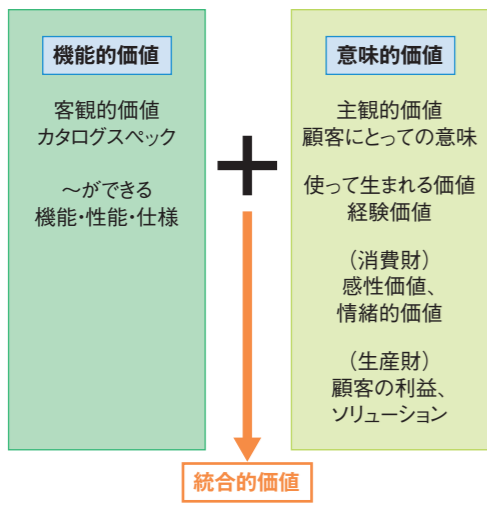 機能的価値
客観的価値
カタログスペック
～ができる
機能・性能・仕様
+
意味的価値
主観的価値
顧客にとっての意味
使って生まれる価値
経験価値
（消費財）
感性価値、
情緒的価値
（生産財）
顧客の利益、
ソリューション
統合的価値